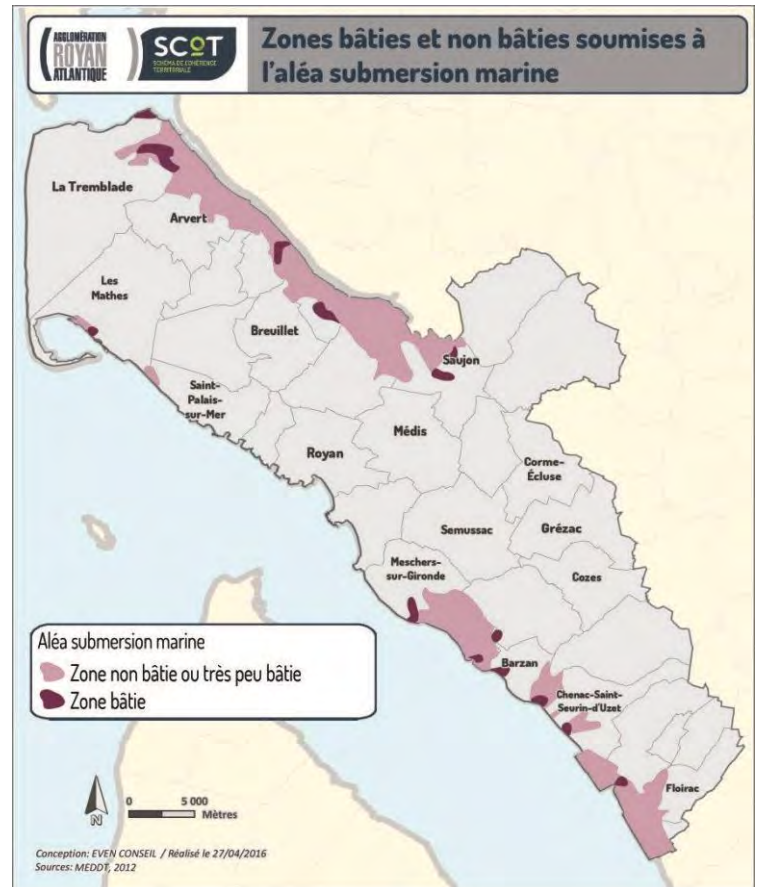 AGGLOMÉRATION
ROYAN
ATLANTIQUE
SCOT
SCHÉMA DE COHÉRENCE
TERRITORIALE
Zones bâties et non bâties soumises à
l'aléa submersion marine
La Tremblade
Arvert
Les
Mathes
Breuillet
Saujon
Saint-
Palais-
sur-Mer
Médis
Royan
Corme-
Écluse
Semussac
Grézac
Meschers-
sur-Gironde
Cozes
Barzan
Chenac-Saint-
Seurin-d'Uzet
Floirac
Aléa submersion marine
Zone non bâtie ou très peu bâtie
Zone bâtie
N
0 5 000
Mètres
Conception: EVEN CONSEIL / Réalisé le 27/04/2016
Sources: MEDDT, 2012